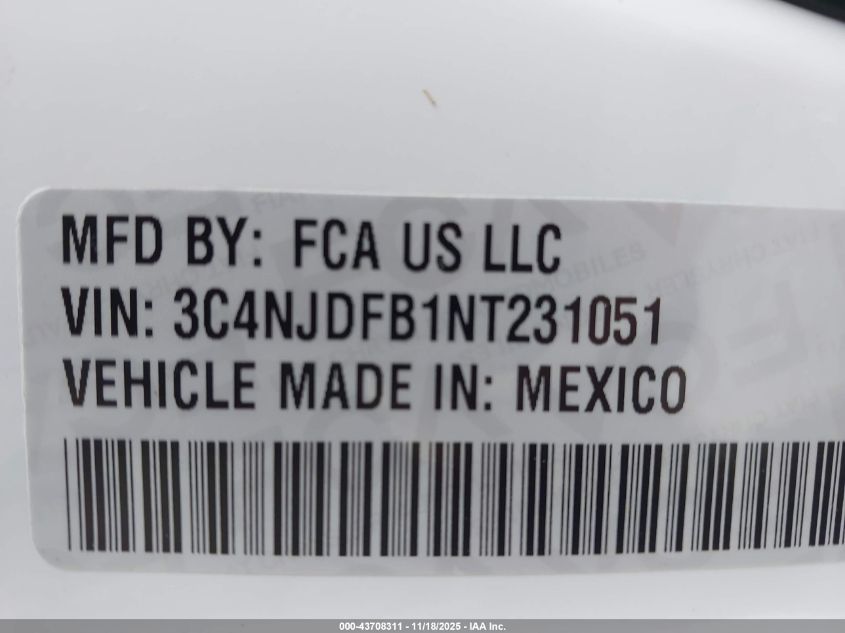 MFD BY: FCA US LLC
VIN: 3C4NJDFB1NT231051
VEHICLE MADE IN: MEXICO
000-43708311 - 11/18/2025 - IAA Inc.